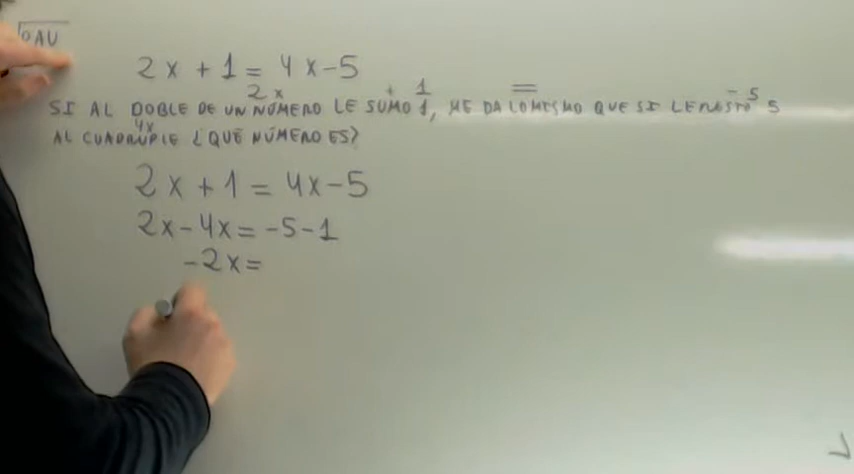 2x + 1 = 4x - 5
2x + 1 = - 5
SI AL DOBLE DE UN NÚMERO LE SUMO 1, ME DA LO MISMO QUE SI LE RESTO 5
4x
AL CUADRUPLE ¿QUÉ NÚMERO ES?
2x + 1 = 4x - 5
2x - 4x = -5 - 1
-2x =